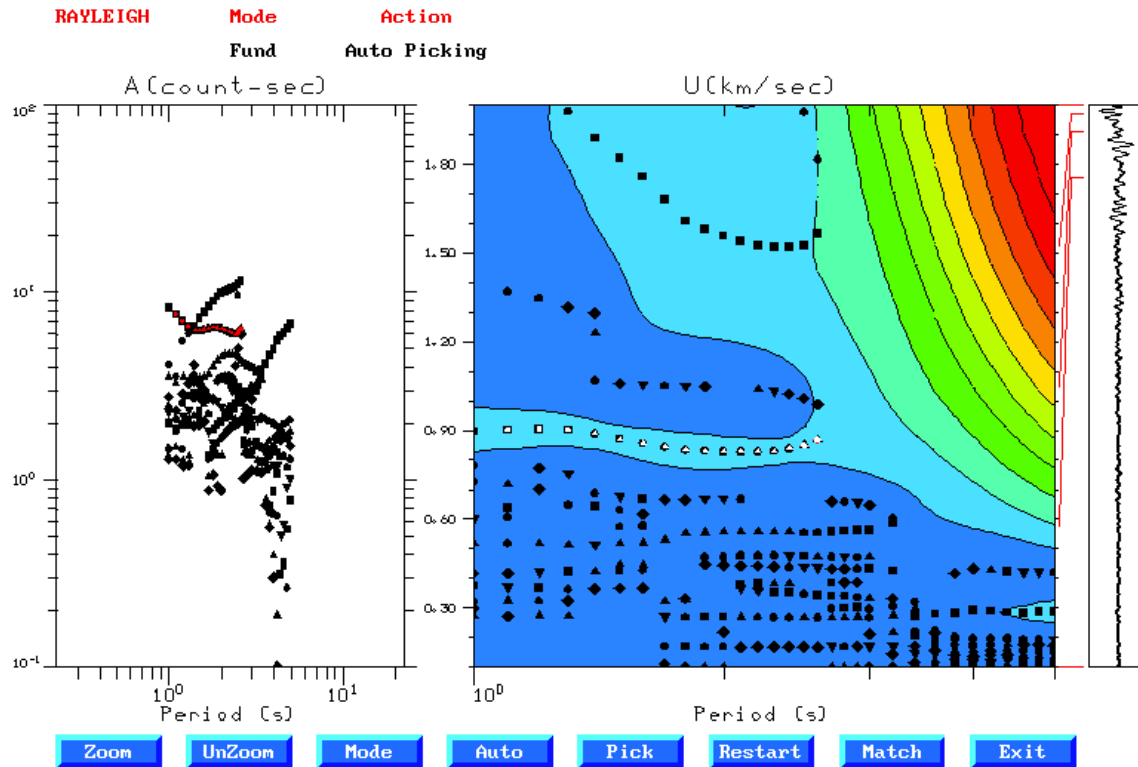 RAYLEIGH Mode Action
Fund Auto Picking
A(count-sec) U(km/sec)
10² 10¹ 10⁰ 10⁻¹
10⁰ 10¹
Period (s)
1.80
1.50
1.20
0.90
0.60
0.30
10⁰
Period (s)
Zoom UnZoom Mode Auto Pick Restart Match Exit